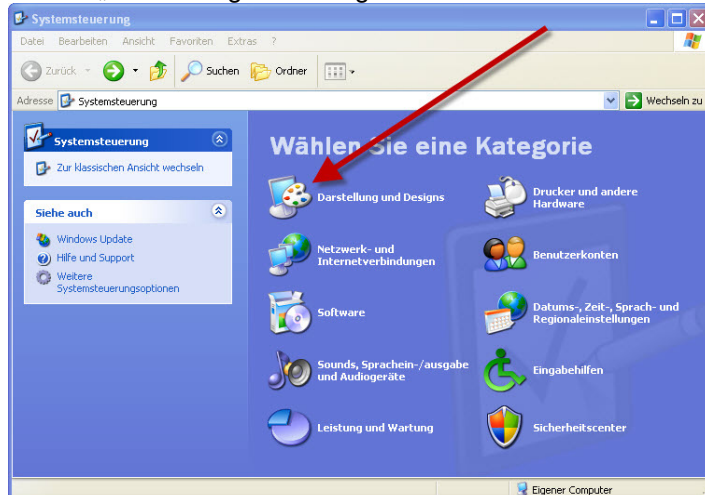 Systemsteuerung
Datei Bearbeiten Ansicht Favoriten Extras ?
Zurück Suchen Ordner
Adresse Systemsteuerung Wechseln zu
Systemsteuerung
Zur klassischen Ansicht wechseln
Siehe auch
Windows Update
Hilfe und Support
Weitere
Systemsteuerungsoptionen
Wählen Sie eine Kategorie
Darstellung und Designs
Drucker und andere
Hardware
Netzwerk- und
Internetverbindungen
Benutzerkonten
Software
Datums-, Zeit-, Sprach- und
Regionaleinstellungen
Sounds, Sprachein-/ausgabe
und Audiogeräte
Eingabehilfen
Leistung und Wartung
Sicherheitscenter
Eigener Computer